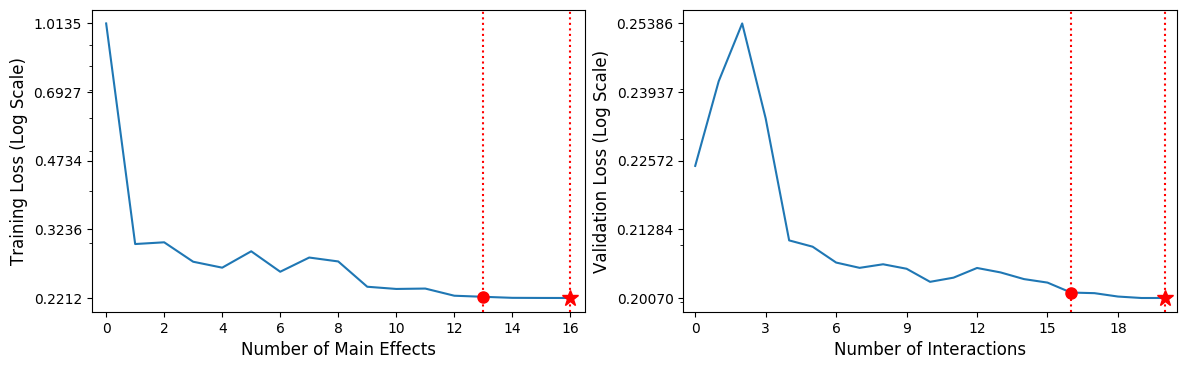 Training Loss (Log Scale)
1.0135
0.6927
0.4734
0.3236
0.2212
0 2 4 6 8 10 12 14 16
Number of Main Effects
Validation Loss (Log Scale)
0.25386
0.23937
0.22572
0.21284
0.20070
0 3 6 9 12 15 18
Number of Interactions